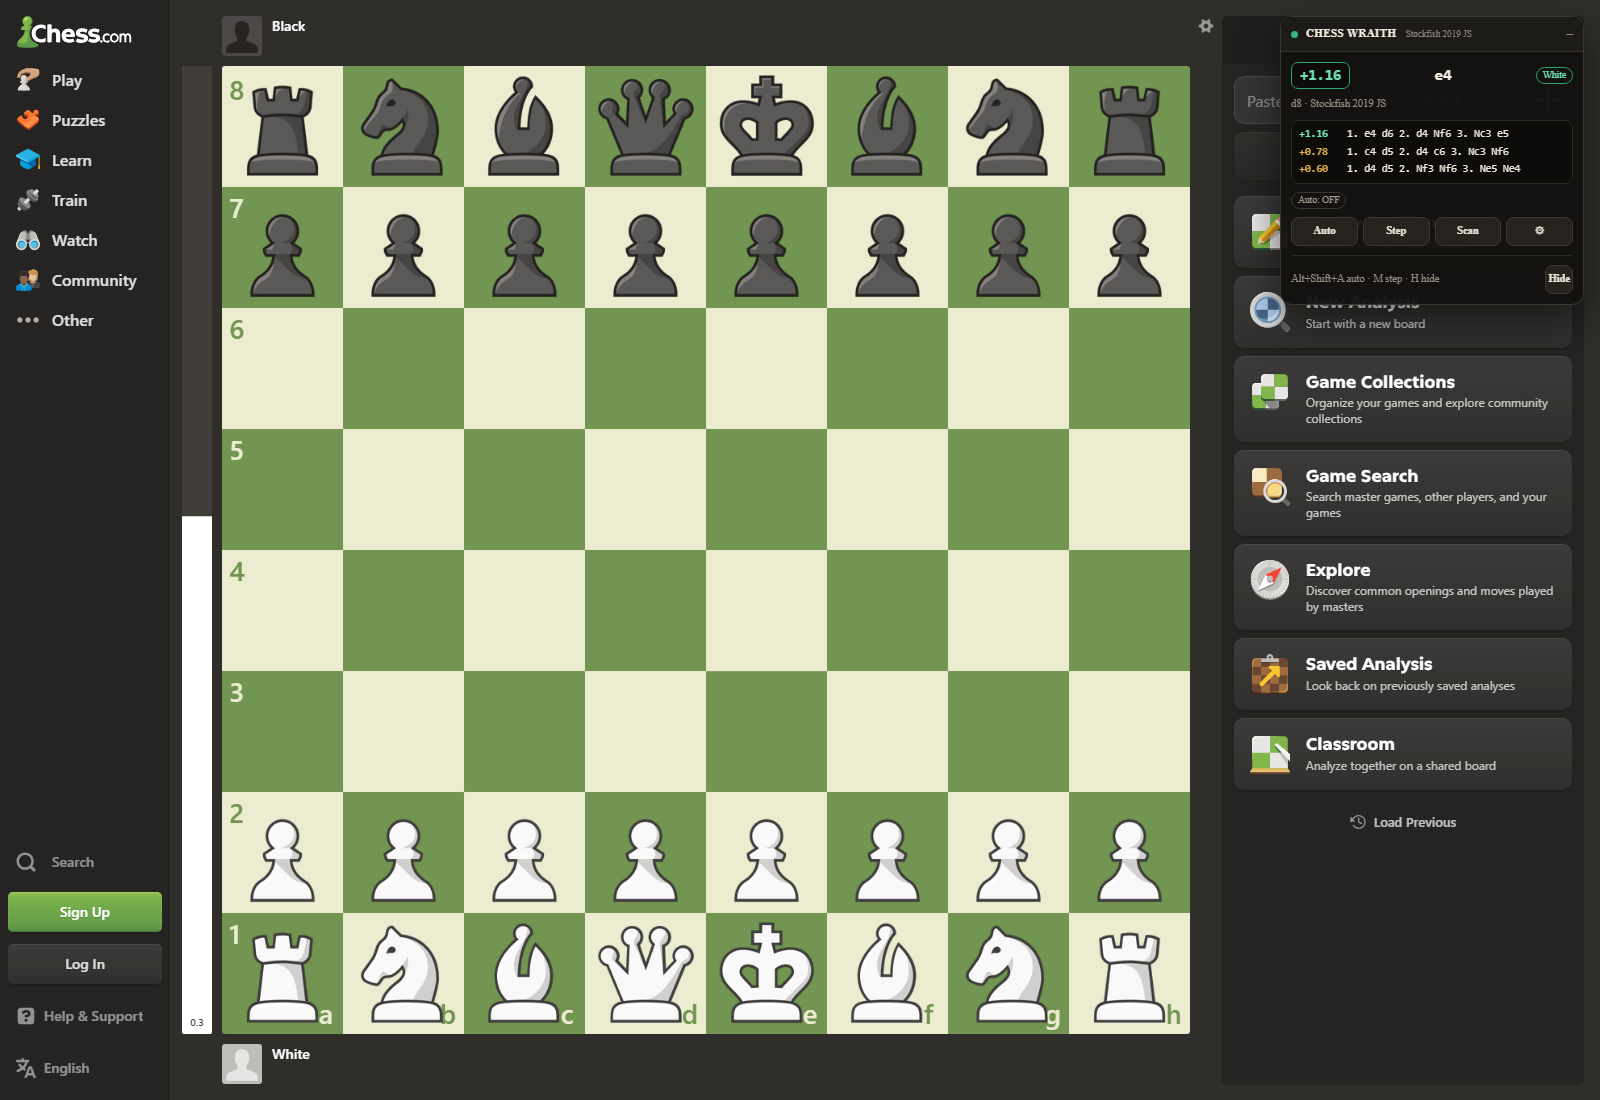 Chess.com
Play
Puzzles
Learn
Train
Watch
Community
Other
Search
Sign Up
Log In
Help & Support
English
Black
8
7
6
5
4
3
2
1
a b c d e f g h
0.3
White
CHESS WRAITH Stockfish 2019 JS –
+1.16 e4 White
d8 · Stockfish 2019 JS
+1.16 1. e4 d6 2. d4 Nf6 3. Nc3 e5
+0.78 1. c4 d5 2. d4 c6 3. Nc3 Nf6
+0.60 1. d4 d5 2. Nf3 Nf6 3. Ne5 Ne4
Auto: OFF
Auto Step Scan
Alt+Shift+A auto · M step · H hide Hide
Paste
New Analysis
Start with a new board
Game Collections
Organize your games and explore community
collections
Game Search
Search master games, other players, and your
games
Explore
Discover common openings and moves played
by masters
Saved Analysis
Look back on previously saved analyses
Classroom
Analyze together on a shared board
Load Previous